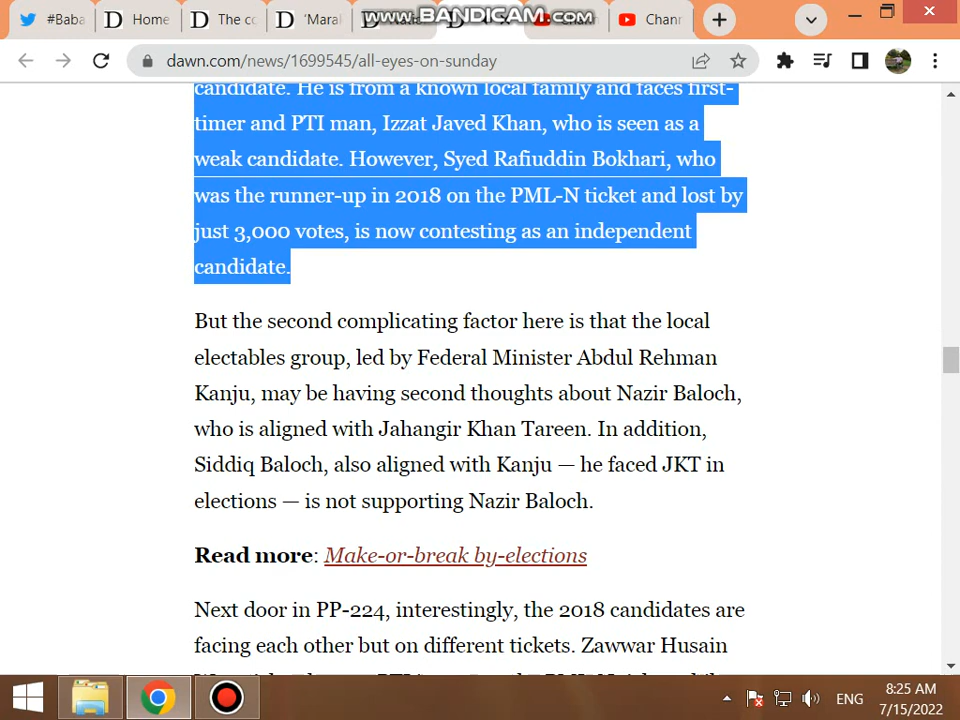 #Baba
D Home
D The co
D 'Maral
www.BANDICAM.com
Chann
dawn.com/news/1699545/all-eyes-on-sunday
candidate. He is from a known local family and faces first-
timer and PTI man, Izzat Javed Khan, who is seen as a
weak candidate. However, Syed Rafiuddin Bokhari, who
was the runner-up in 2018 on the PML-N ticket and lost by
just 3,000 votes, is now contesting as an independent
candidate.
But the second complicating factor here is that the local
electables group, led by Federal Minister Abdul Rehman
Kanju, may be having second thoughts about Nazir Baloch,
who is aligned with Jahangir Khan Tareen. In addition,
Siddiq Baloch, also aligned with Kanju — he faced JKT in
elections — is not supporting Nazir Baloch.
Read more: Make-or-break by-elections
Next door in PP-224, interestingly, the 2018 candidates are
facing each other but on different tickets. Zawwar Husain
ENG
8:25 AM
7/15/2022